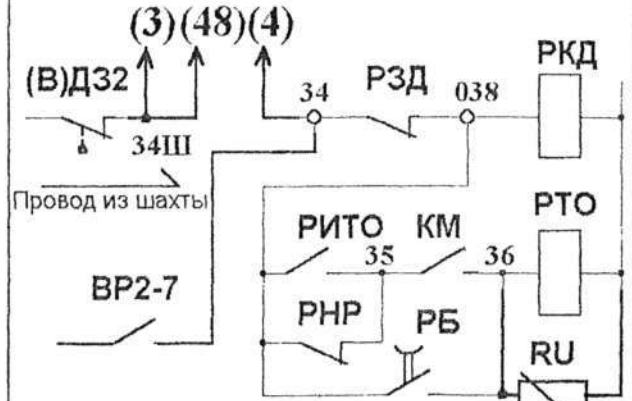 (3)(48)(4)
(В)ДЗ2
34
РЗД
038
РКД
34Ш
Провод из шахты
РИТО
35
КМ
36
РТО
ВР2-7
РНР
РБ
RU